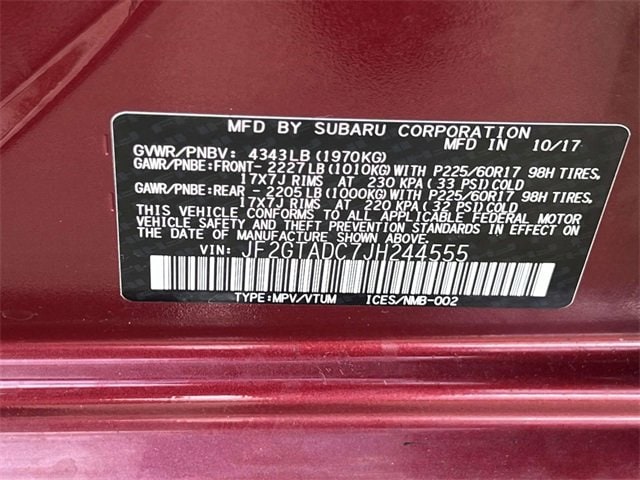 MFD BY SUBARU CORPORATION
MFD IN 10/17
GVWR/PNBV: 4343LB(1970KG)
GAWR/PNBE:FRONT- 2227LB(1010KG)WITH P225/60R17 98H TIRES,
17X7J RIMS AT 230 KPA(33 PSI)COLD
GAWR/PNBE:REAR - 2205LB(1000KG)WITH P225/60R17 98H TIRES,
17X7J RIMS AT 220 KPA(32 PSI)COLD
THIS VEHICLE CONFORMS TO ALL APPLICABLE FEDERAL MOTOR
VEHICLE SAFETY AND THEFT PREVENTION STANDARDS IN EFFECT ON
THE DATE OF MANUFACTURE SHOWN ABOVE.
VIN: JF2GTADC7JH244555
TYPE:MPV/VTUM ICES/NMB-002